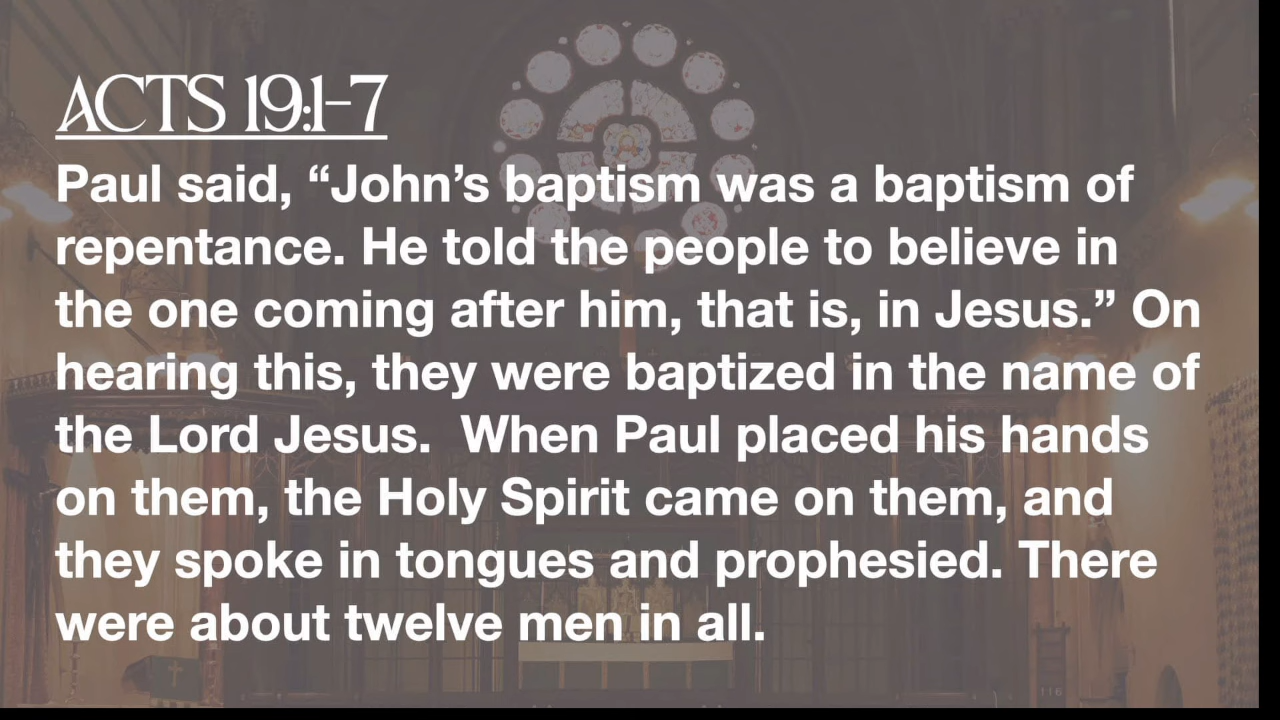 ACTS 19:1-7
Paul said, “John’s baptism was a baptism of
repentance. He told the people to believe in
the one coming after him, that is, in Jesus.” On
hearing this, they were baptized in the name of
the Lord Jesus.  When Paul placed his hands
on them, the Holy Spirit came on them, and
they spoke in tongues and prophesied. There
were about twelve men in all.
116